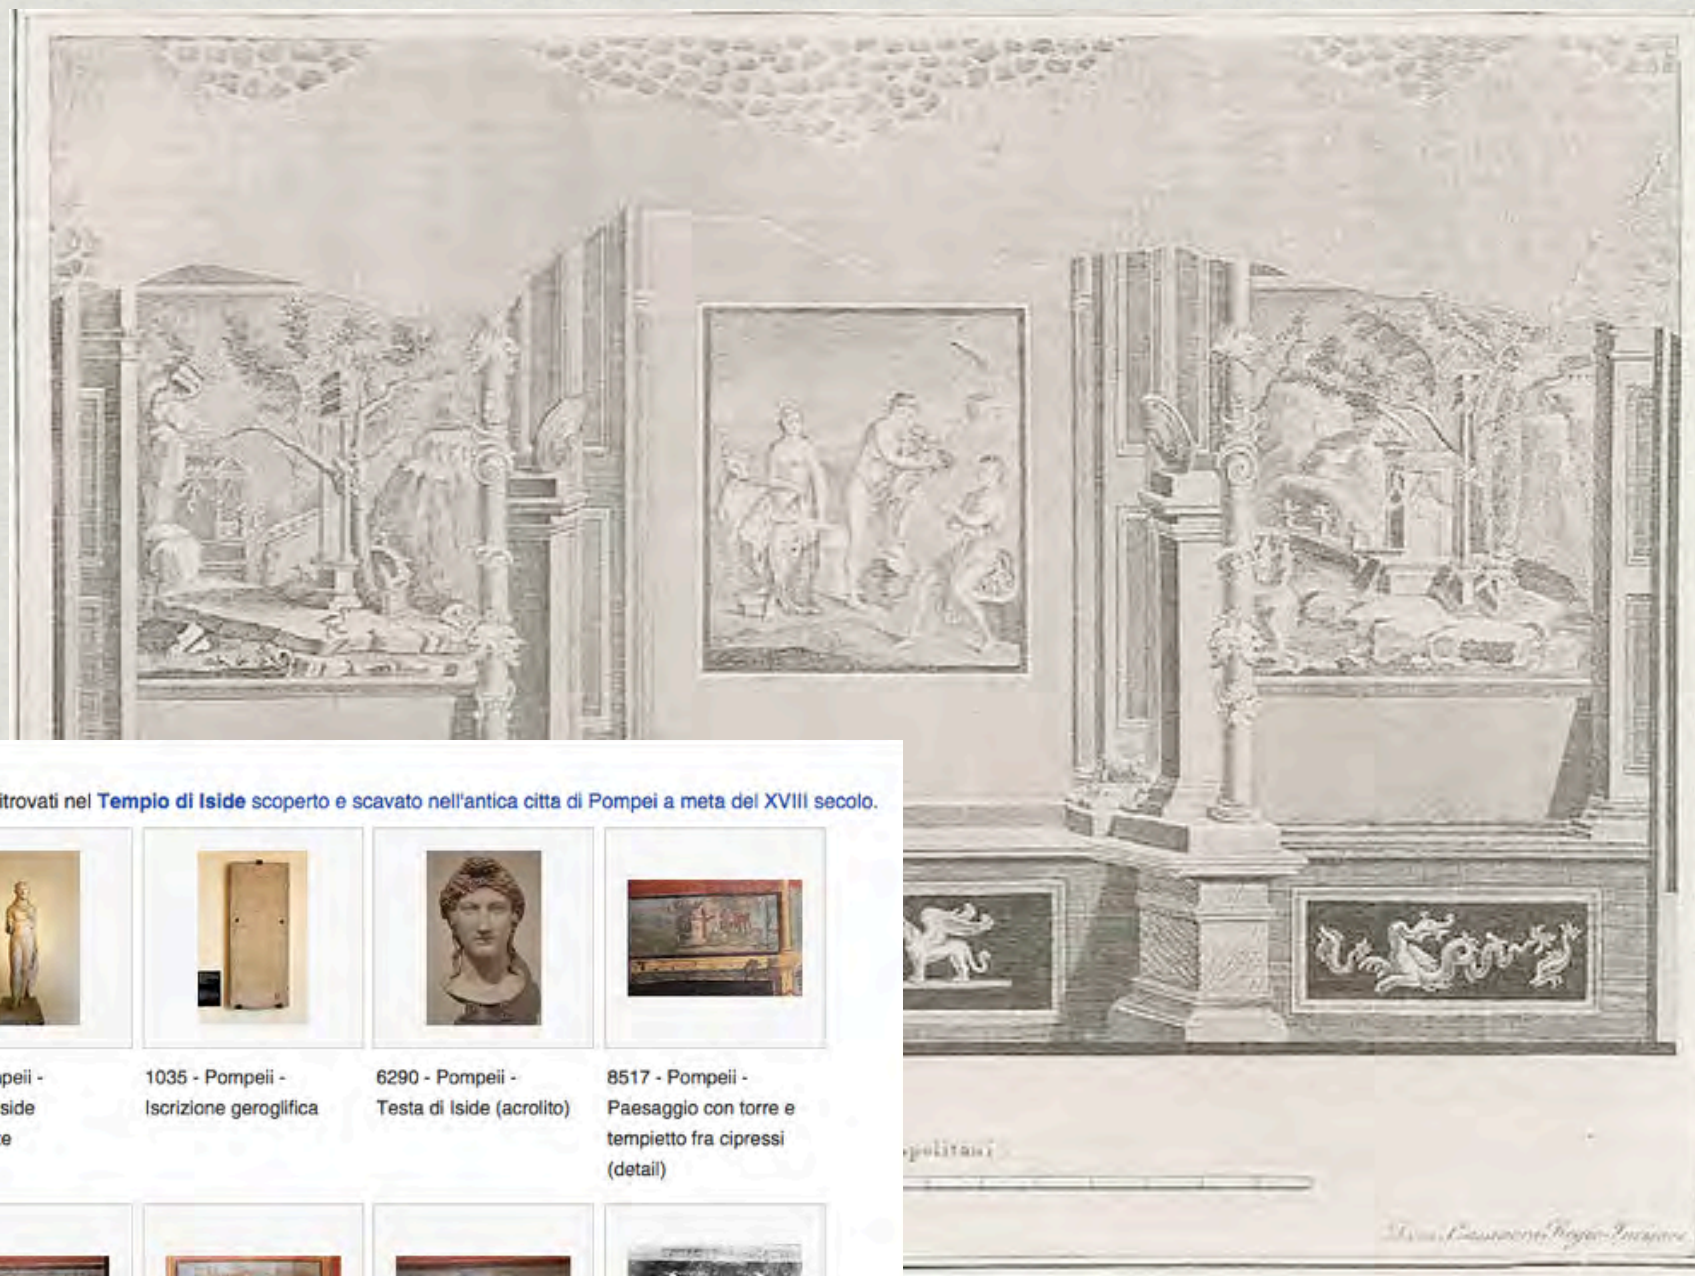 itrovati nel Tempio di Iside scoperto e scavato nell'antica citta di Pompei a meta del XVIII secolo.
peii -
side
e
1035 - Pompeii -
Iscrizione geroglifica
6290 - Pompeii -
Testa di Iside (acrolito)
8517 - Pompeii -
Paesaggio con torre e
tempietto fra cipressi
(detail)
politani
Casanova Regio